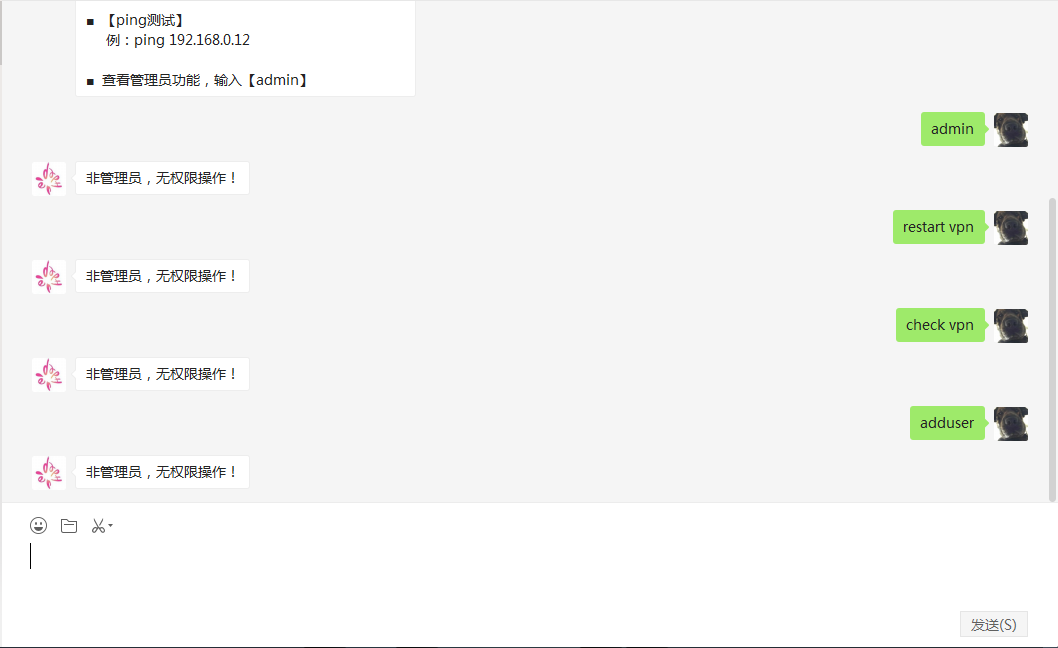 ▪ 【ping测试】
例：ping 192.168.0.12
▪ 查看管理员功能，输入【admin】
admin
非管理员，无权限操作！
restart vpn
非管理员，无权限操作！
check vpn
非管理员，无权限操作！
adduser
非管理员，无权限操作！
发送(S)